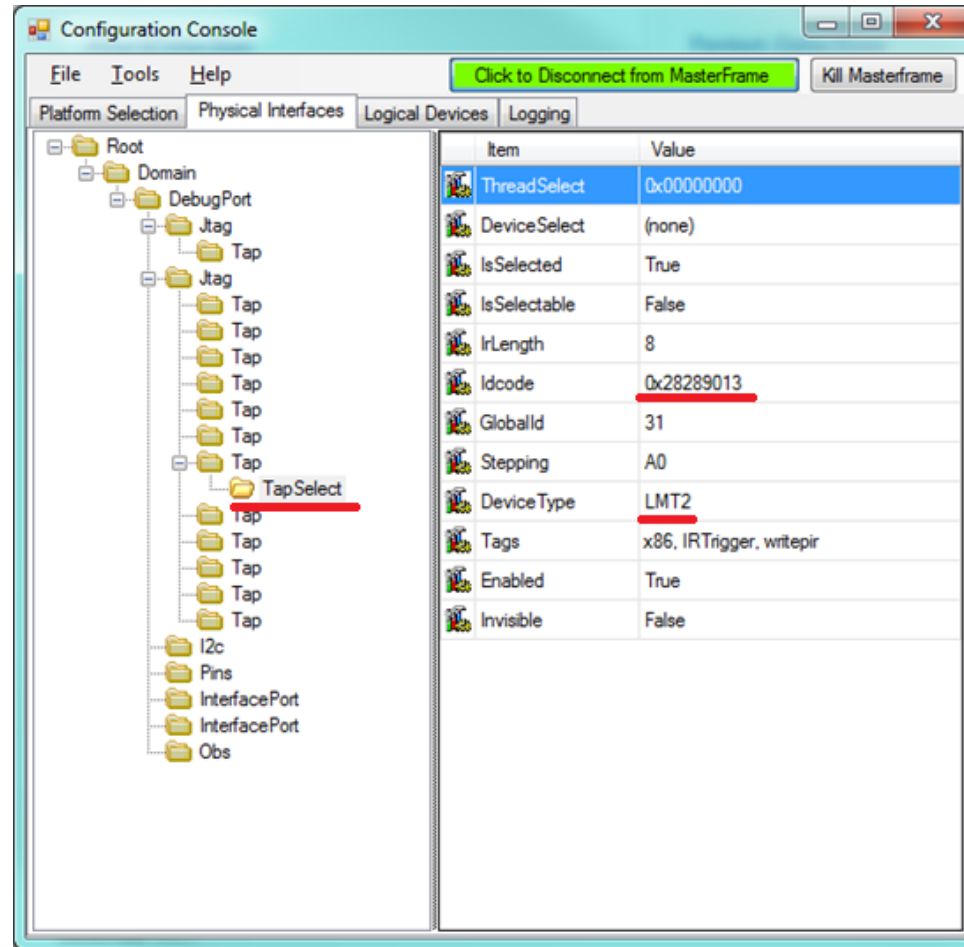 Configuration Console
File Tools Help Click to Disconnect from MasterFrame Kill Masterframe
Platform Selection Physical Interfaces Logical Devices Logging
Root
Domain
DebugPort
Jtag
Tap
Jtag
Tap
Tap
Tap
Tap
Tap
Tap
Tap
TapSelect
Tap
Tap
Tap
Tap
Tap
I2c
Pins
InterfacePort
InterfacePort
Obs
Item Value
ThreadSelect 0x00000000
DeviceSelect (none)
IsSelected True
IsSelectable False
IrLength 8
Idcode 0x28289013
GlobalId 31
Stepping A0
DeviceType LMT2
Tags x86, IRTrigger, writepir
Enabled True
Invisible False